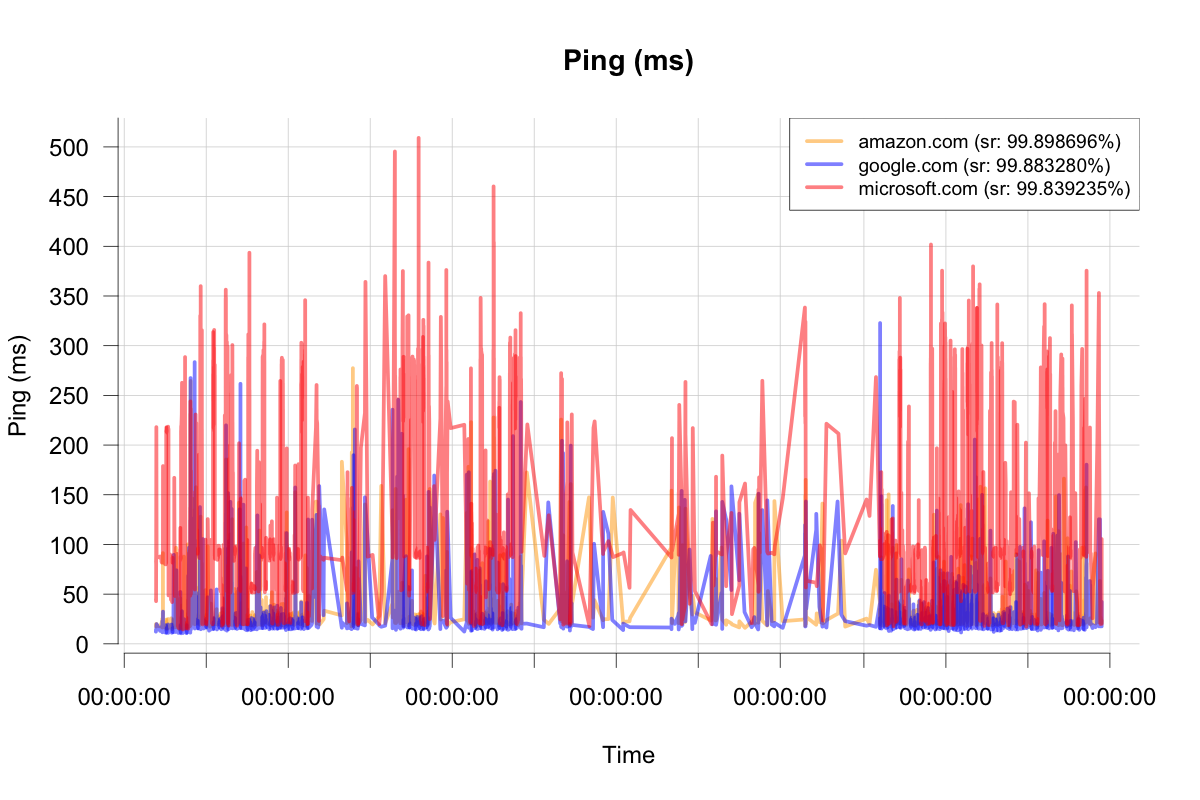 Ping (ms)
amazon.com (sr: 99.898696%)
google.com (sr: 99.883280%)
microsoft.com (sr: 99.839235%)
500
450
400
350
300
250
200
150
100
50
0
Ping (ms)
00:00:00 00:00:00 00:00:00 00:00:00 00:00:00 00:00:00 00:00:00
Time